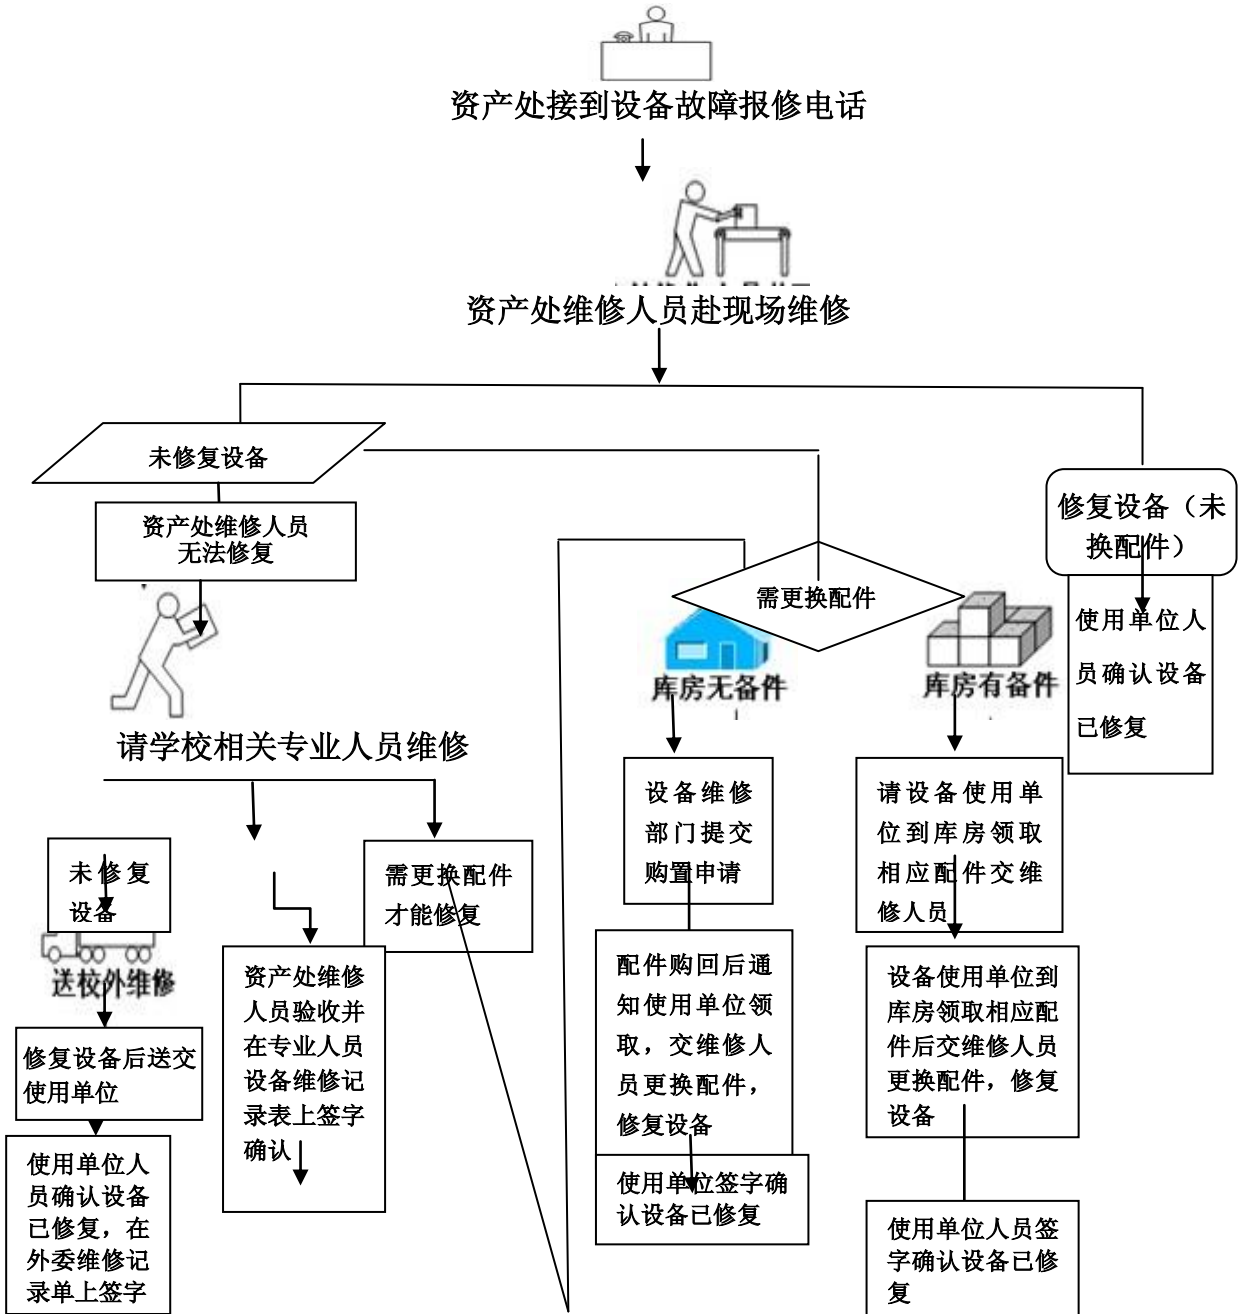 资产处接到设备故障报修电话
资产处维修人员赴现场维修
未修复设备
资产处维修人员
无法修复
需更换配件
修复设备（未
换配件）
使用单位人
员确认设备
已修复
库房无备件
库房有备件
请学校相关专业人员维修
设备维修
部门提交
购置申请
请设备使用单
位到库房领取
相应配件交维
修人员
未修复
设备
需更换配件
才能修复
送校外维修
资产处维修
人员验收并
在专业人员
设备维修记
录表上签字
确认
配件购回后通
知使用单位领
取，交维修人
员更换配件，
修复设备
设备使用单位到
库房领取相应配
件后交维修人员
更换配件，修复
设备
修复设备后送交
使用单位
使用单位人
员确认设备
已修复，在
外委维修记
录单上签字
使用单位签字确
认设备已修复
使用单位人员签
字确认设备已修
复